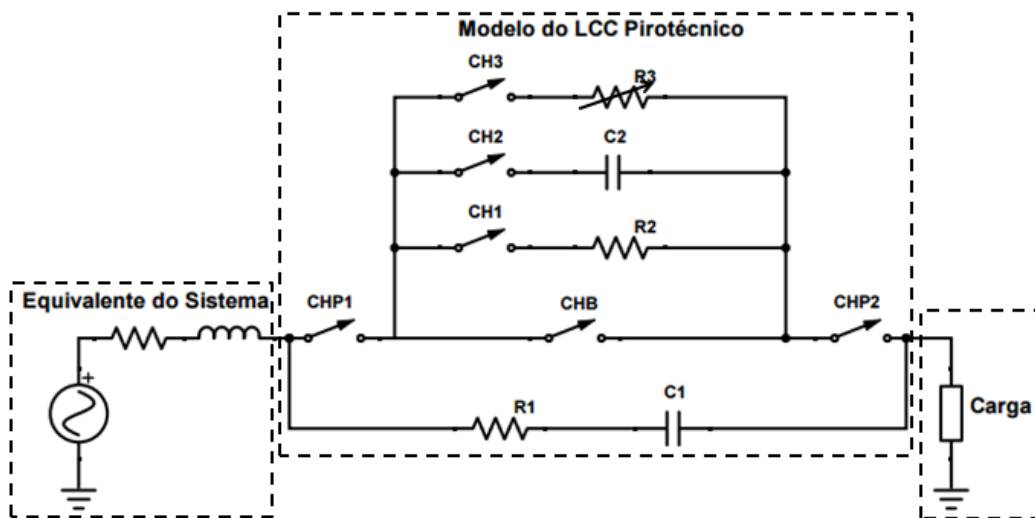 Modelo do LCC Pirotécnico
CH3
R3
CH2
C2
CH1
R2
Equivalente do Sistema
CHP1
CHB
CHP2
+
R1
C1
Carga